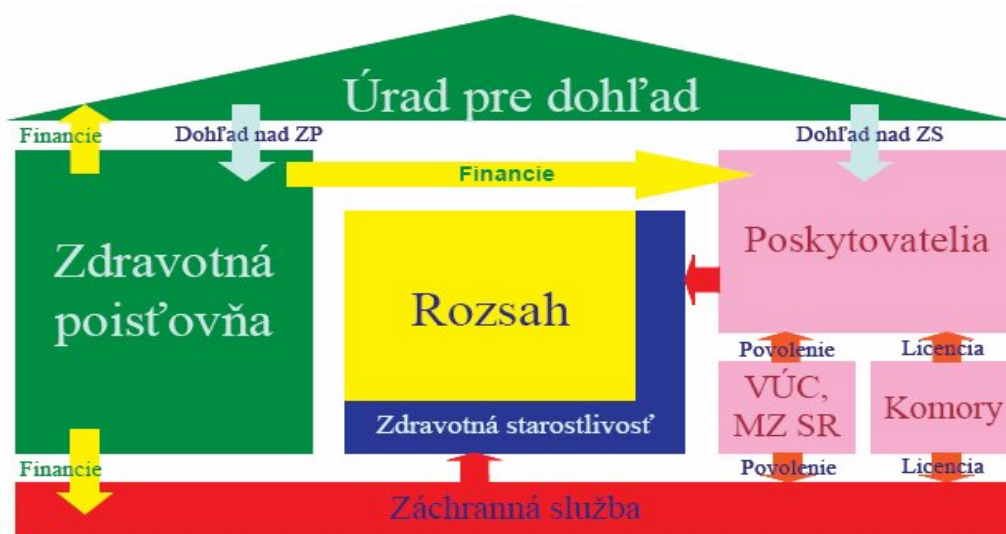 Úrad pre dohľad
Financie
Dohľad nad ZP
Dohľad nad ZS
Financie
Zdravotná
poisťovňa
Rozsah
Zdravotná starostlivosť
Poskytovatelia
Povolenie
Licencia
VÚC,
MZ SR
Komory
Financie
Povolenie
Licencia
Záchranná služba